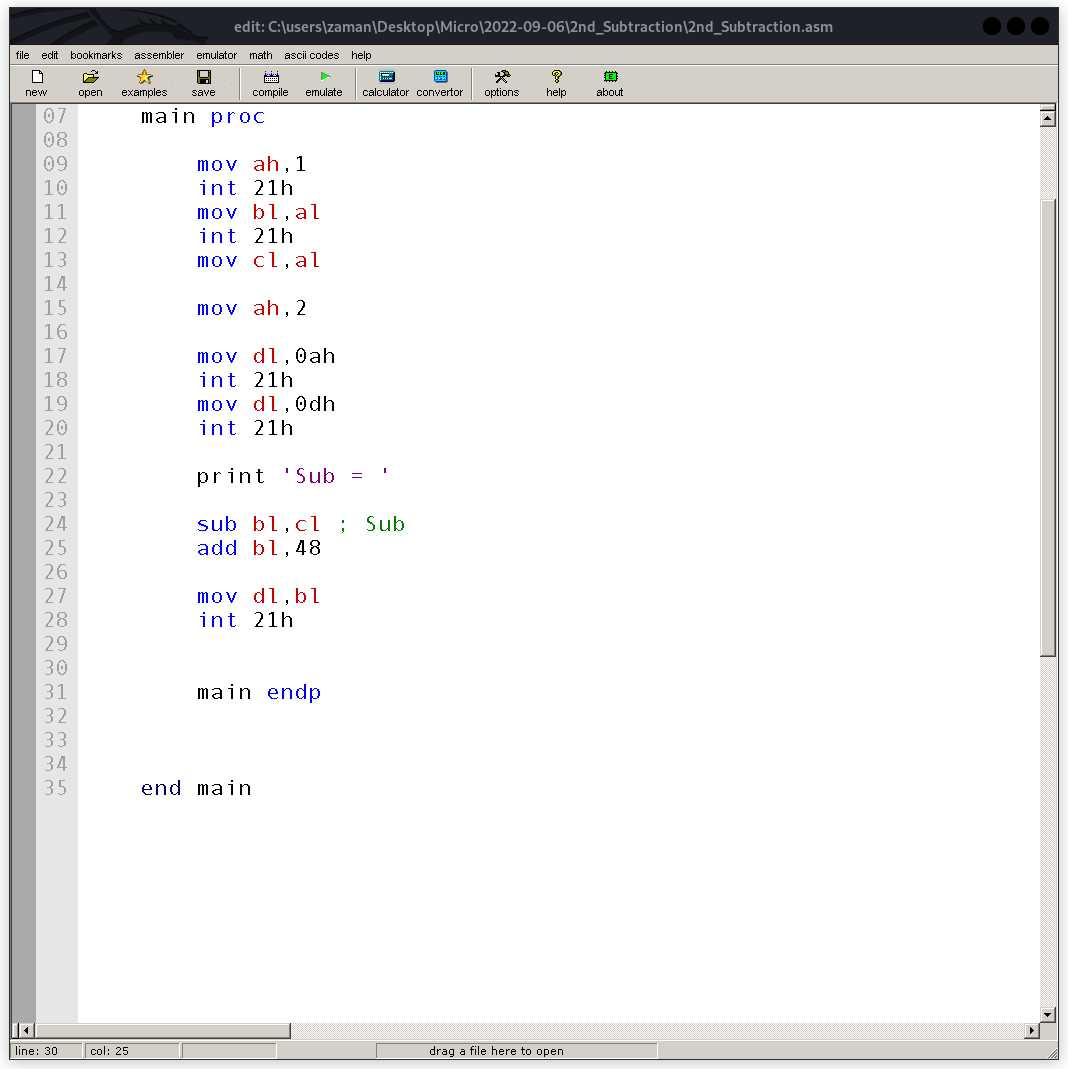 edit: C:\users\zaman\Desktop\Micro\2022-09-06\2nd_Subtraction\2nd_Subtraction.asm
file edit bookmarks assembler emulator math ascii codes help
new open examples save compile emulate calculator convertor options help about
07 main proc
08
09 mov ah,1
10 int 21h
11 mov bl,al
12 int 21h
13 mov cl,al
14
15 mov ah,2
16
17 mov dl,0ah
18 int 21h
19 mov dl,0dh
20 int 21h
21
22 print 'Sub = '
23
24 sub bl,cl ; Sub
25 add bl,48
26
27 mov dl,bl
28 int 21h
29
30
31 main endp
32
33
34
35 end main
line: 30 col: 25 drag a file here to open